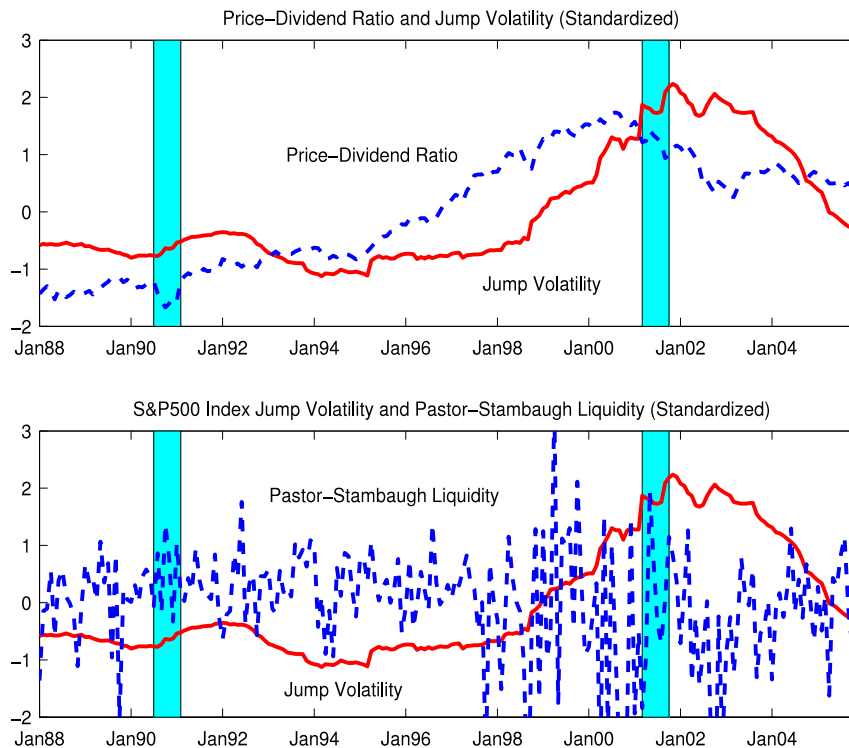 Price−Dividend Ratio and Jump Volatility (Standardized)
3
2
1
0
−1
−2
Price−Dividend Ratio
Jump Volatility
Jan88 Jan90 Jan92 Jan94 Jan96 Jan98 Jan00 Jan02 Jan04
S&P500 Index Jump Volatility and Pastor−Stambaugh Liquidity (Standardized)
3
2
1
0
−1
−2
Pastor−Stambaugh Liquidity
Jump Volatility
Jan88 Jan90 Jan92 Jan94 Jan96 Jan98 Jan00 Jan02 Jan04